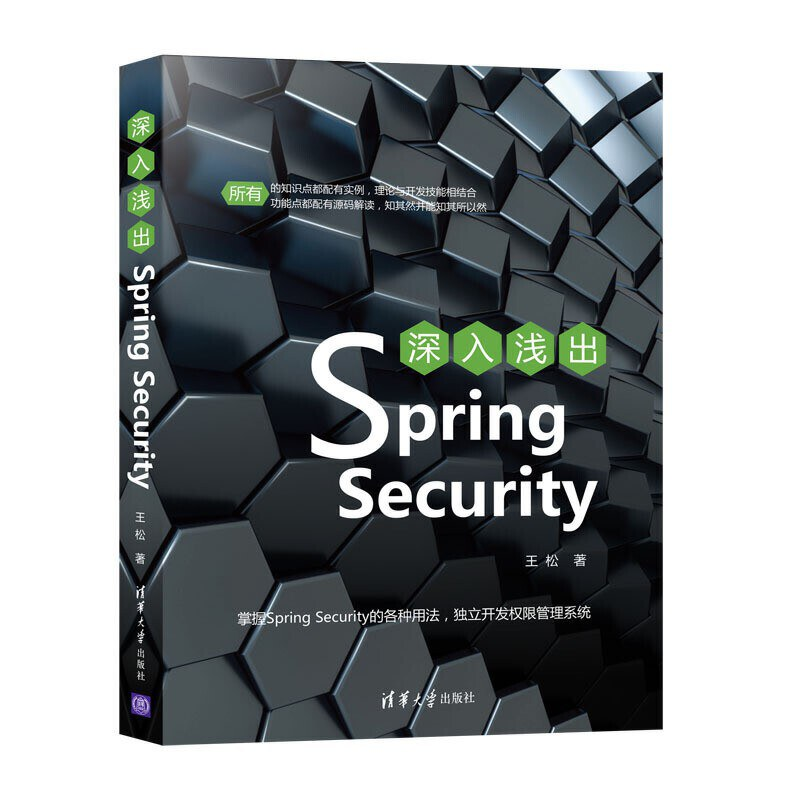 深入浅出
Spring Security
王松 著
清华大学出版社
所有
的知识点都配有实例，理论与开发技能相结合
功能点都配有源码解读，知其然并能知其所以然
深入浅出
Spring
Security
王松 著
掌握Spring Security的各种用法，独立开发权限管理系统
清华大学出版社